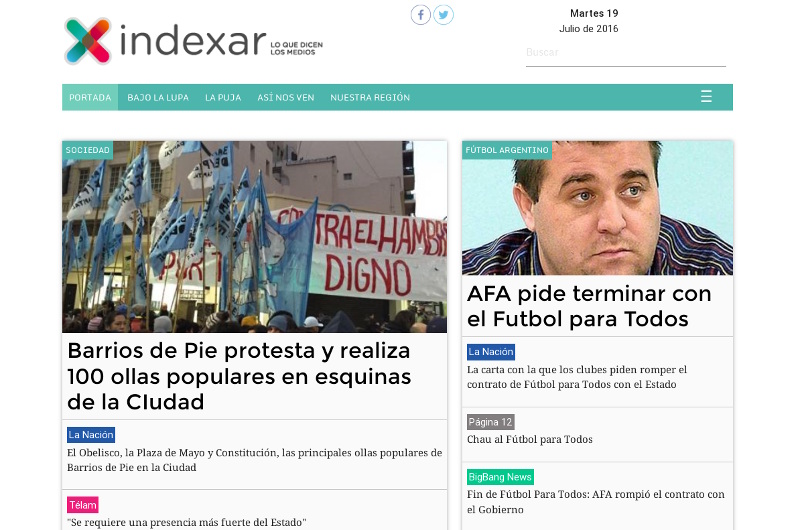 indexar
LO QUE DICEN
LOS MEDIOS
Martes 19
Julio de 2016
Buscar
PORTADA
BAJO LA LUPA
LA PUJA
ASÍ NOS VEN
NUESTRA REGIÓN
SOCIEDAD
CONTRA EL HAMBRE
DIGNO
Barrios de Pie protesta y realiza
100 ollas populares en esquinas
de la CIudad
La Nación
El Obelisco, la Plaza de Mayo y Constitución, las principales ollas populares de
Barrios de Pie en la Ciudad
Télam
"Se requiere una presencia más fuerte del Estado"
FÚTBOL ARGENTINO
AFA pide terminar con
el Futbol para Todos
La Nación
La carta con la que los clubes piden romper el
contrato de Fútbol para Todos con el Estado
Página 12
Chau al Fútbol para Todos
BigBang News
Fin de Fútbol Para Todos: AFA rompió el contrato con
el Gobierno